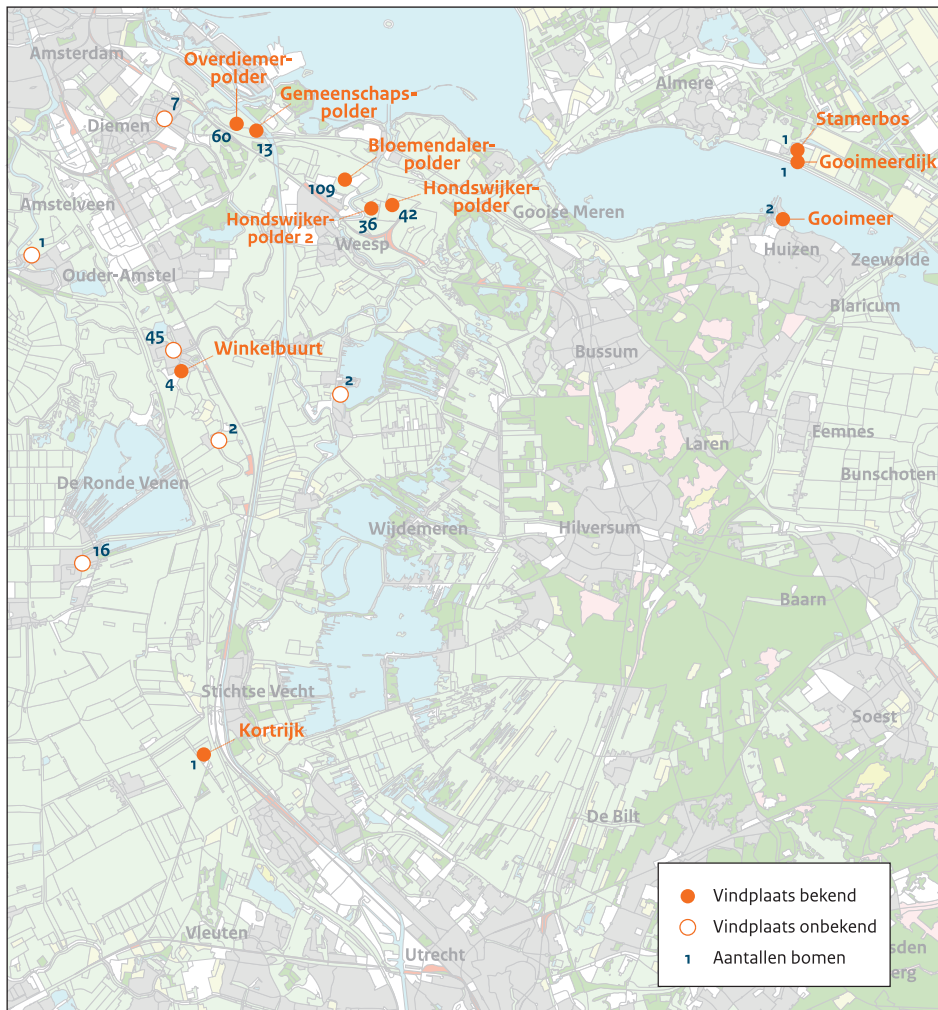 Amsterdam
Overdiemer-
polder
Almere
Gemeenschaps-
polder
7
Diemen
60
13
1
Stamerbos
Bloemendaler-
polder
1
Gooimeerdijk
109
Hondswijker-
polder
Amstelveen
Gooise Meren
2
Gooimeer
Hondswijker-
polder 2
36
42
Weesp
1
Huizen
Zeewolde
Ouder-Amstel
Blaricum
45
Winkelbuurt
Bussum
4
2
2
Laren
Eemnes
De Ronde Venen
Bunschoten
Wijdemeren
Hilversum
16
Baarn
Stichtse Vecht
Soest
Kortrijk
1
De Bilt
Vleuten
Utrecht
Vindplaats bekend
Vindplaats onbekend
1 Aantallen bomen
sden
erg